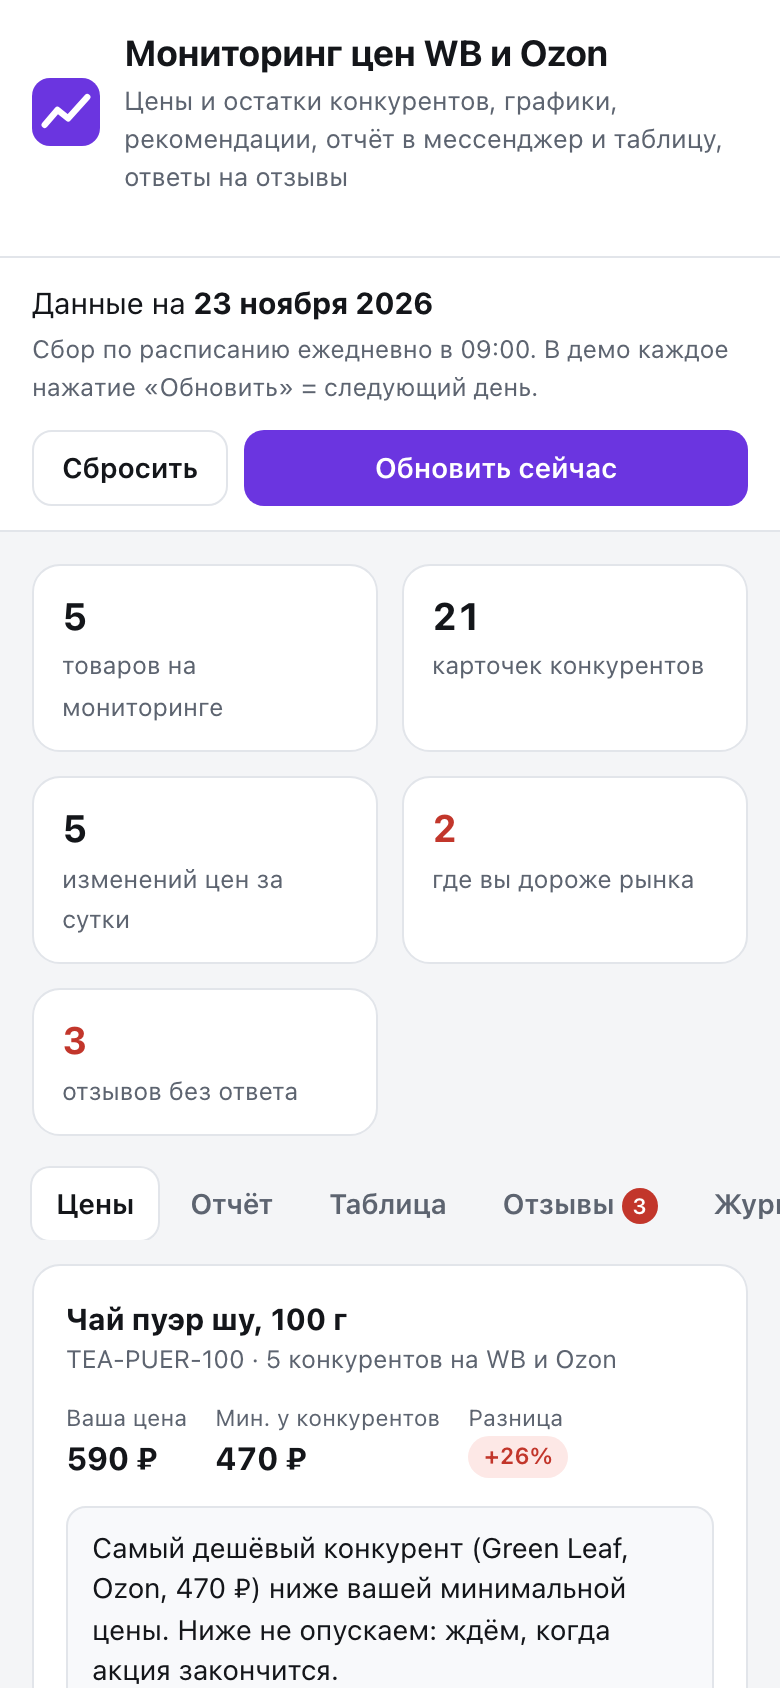 Мониторинг цен WB и Ozon
Цены и остатки конкурентов, графики,
рекомендации, отчёт в мессенджер и таблицу,
ответы на отзывы
Данные на 23 ноября 2026
Сбор по расписанию ежедневно в 09:00. В демо каждое
нажатие «Обновить» = следующий день.
Сбросить
Обновить сейчас
5
товаров на
мониторинге
21
карточек конкурентов
5
изменений цен за
сутки
2
где вы дороже рынка
3
отзывов без ответа
Цены
Отчёт
Таблица
Отзывы 3
Чай пуэр шу, 100 г
TEA-PUER-100 · 5 конкурентов на WB и Ozon
Ваша цена
590 ₽
Мин. у конкурентов
470 ₽
Разница
+26%
Самый дешёвый конкурент (Green Leaf,
Ozon, 470 ₽) ниже вашей минимальной
цены. Ниже не опускаем: ждём, когда
акция закончится.